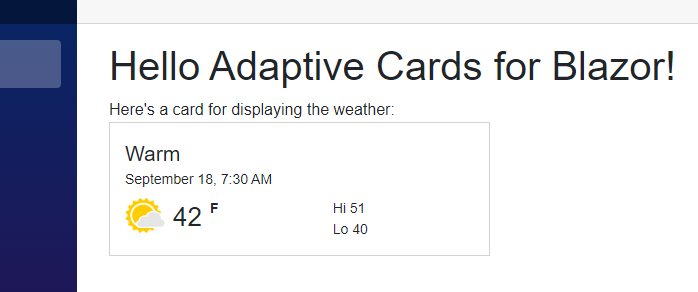 Hello Adaptive Cards for Blazor!
Here's a card for displaying the weather:
Warm
September 18, 7:30 AM
42 F
Hi 51
Lo 40